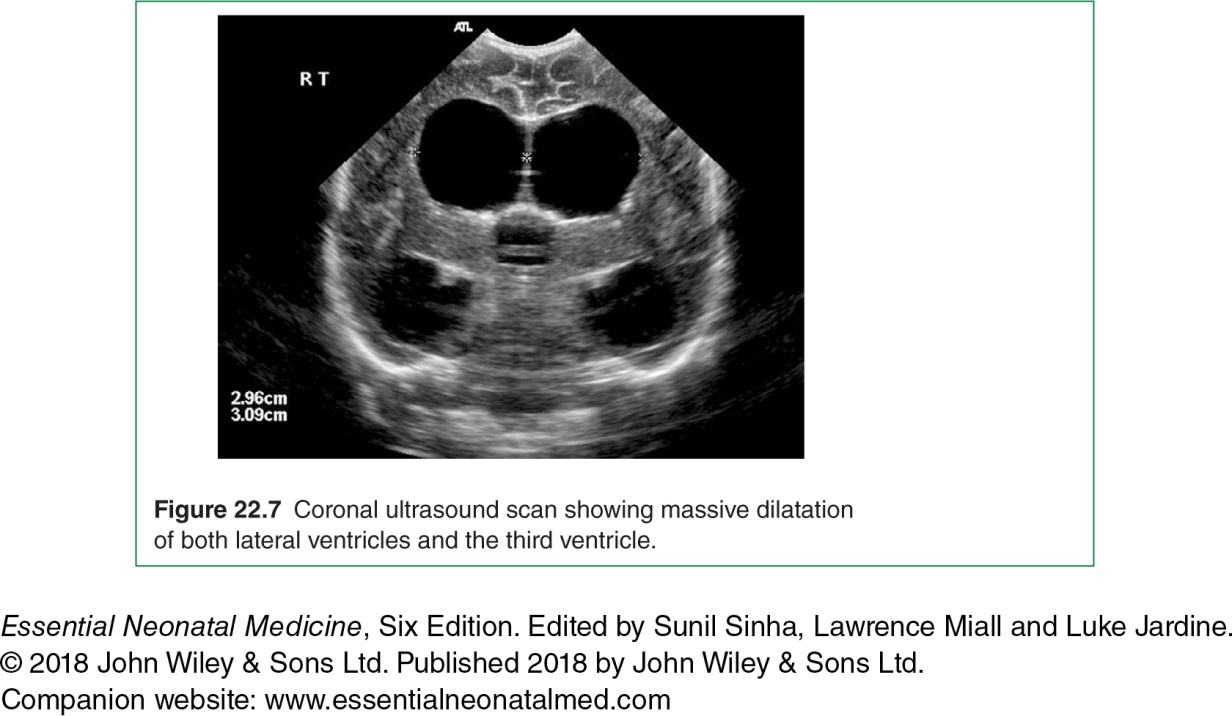 ATL
R T
2.96cm
3.09cm
Figure 22.7 Coronal ultrasound scan showing massive dilatation
of both lateral ventricles and the third ventricle.
Essential Neonatal Medicine, Six Edition. Edited by Sunil Sinha, Lawrence Miall and Luke Jardine.
© 2018 John Wiley & Sons Ltd. Published 2018 by John Wiley & Sons Ltd.
Companion website: www.essentialneonatalmed.com